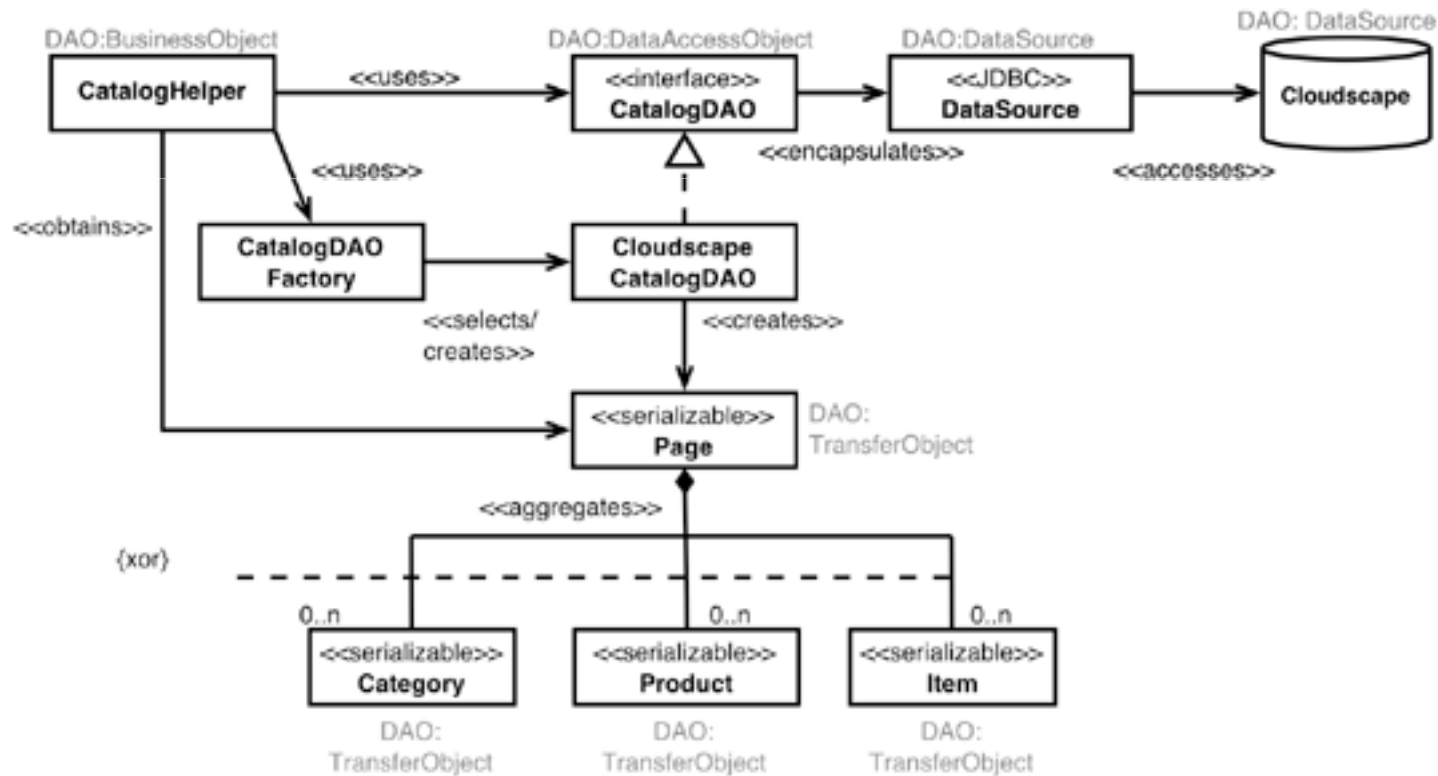 DAO: DataSource
DAO:BusinessObject
DAO:DataAccessObject
DAO:DataSource
<<uses>>
<<interface>>
<<JDBC>>
CatalogHelper
CatalogDAO
DataSource
Cloudscape
<<encapsulates>>
<<uses>>
<<accesses>>
<<obtains>>
CatalogDAO
Factory
Cloudscape
CatalogDAO
<<selects/
creates>>
<<creates>>
<<serializable>>
Page
DAO:
TransferObject
<<aggregates>>
{xor}
0..n
0..n
0..n
<<serializable>>
Category
<<serializable>>
Product
<<serializable>>
Item
DAO:
TransferObject
DAO:
TransferObject
DAO:
TransferObject